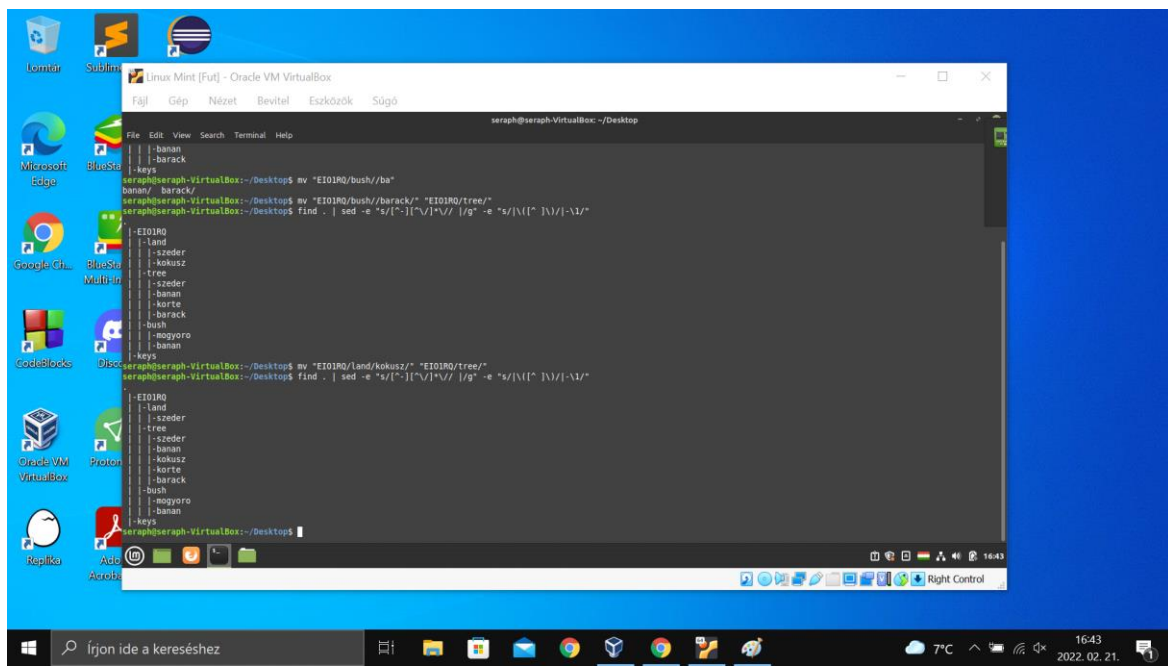 Lomtár
Sublim
Linux Mint [Fut] - Oracle VM VirtualBox
Fájl Gép Nézet Bevitel Eszközök Súgó
seraph@seraph-VirtualBox: ~/Desktop
File Edit View Search Terminal Help
| | |-banan
| | |-barack
|-keys
seraph@seraph-VirtualBox:~/Desktop$ mv "EIO1RQ/bush//ba"
banan/ barack/
seraph@seraph-VirtualBox:~/Desktop$ mv "EIO1RQ/bush//barack/" "EIO1RQ/tree/"
seraph@seraph-VirtualBox:~/Desktop$ find . | sed -e "s/[^-][^\/]*\// |/g" -e "s/|\([^ ]\)/|-\1/"
.
|-EIO1RQ
| |-land
| | |-szeder
| | |-kokusz
| |-tree
| | |-szeder
| | |-banan
| | |-korte
| | |-barack
| |-bush
| | |-mogyoro
| | |-banan
|-keys
seraph@seraph-VirtualBox:~/Desktop$ mv "EIO1RQ/land/kokusz/" "EIO1RQ/tree/"
seraph@seraph-VirtualBox:~/Desktop$ find . | sed -e "s/[^-][^\/]*\// |/g" -e "s/|\([^ ]\)/|-\1/"
.
|-EIO1RQ
| |-land
| | |-szeder
| |-tree
| | |-szeder
| | |-banan
| | |-kokusz
| | |-korte
| | |-barack
| |-bush
| | |-mogyoro
| | |-banan
|-keys
seraph@seraph-VirtualBox:~/Desktop$
16:43
Right Control
Microsoft Edge
BlueSta
Google Ch...
BlueSta
Multi-In
CodeBlocks
Disco
Oracle VM
VirtualBox
Proton
Replika
Ado
Acroba
Írjon ide a kereséshez
7°C
16:43
2022. 02. 21.
1